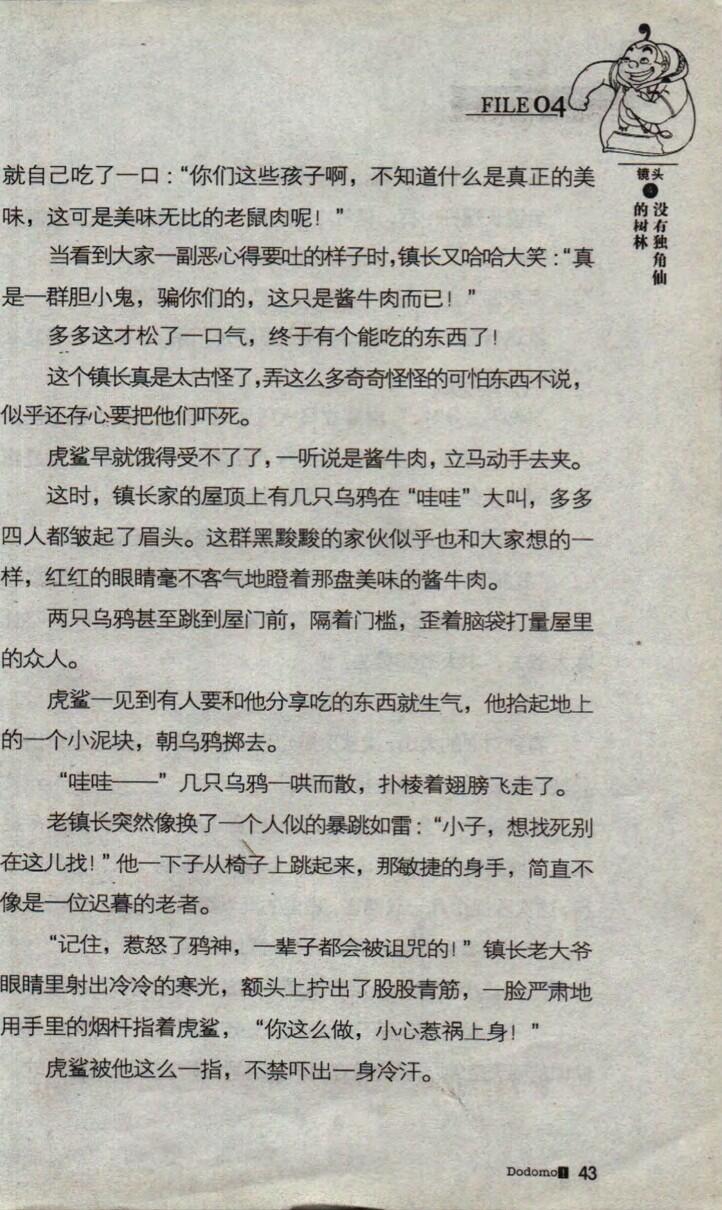 FILE 04
镜头
没有独角仙
的树林
就自己吃了一口：“你们这些孩子啊，不知道什么是真正的美
味，这可是美味无比的老鼠肉呢！”
当看到大家一副恶心得要吐的样子时，镇长又哈哈大笑：“真
是一群胆小鬼，骗你们的，这只是酱牛肉而已！”
多多这才松了一口气，终于有个能吃的东西了！
这个镇长真是太古怪了，弄这么多奇奇怪怪的可怕东西不说，
似乎还存心要把他们吓死。
虎鲨早就饿得受不了了，一听说是酱牛肉，立马动手去夹。
这时，镇长家的屋顶上有几只乌鸦在“哇哇”大叫，多多
四人都皱起了眉头。这群黑黢黢的家伙似乎也和大家想的一
样，红红的眼睛毫不客气地瞪着那盘美味的酱牛肉。
两只乌鸦甚至跳到屋门前，隔着门槛，歪着脑袋打量屋里
的众人。
虎鲨一见到有人要和他分享吃的东西就生气，他拾起地上
的一个小泥块，朝乌鸦掷去。
“哇哇——”几只乌鸦一哄而散，扑棱着翅膀飞走了。
老镇长突然像换了一个人似的暴跳如雷：“小子，想找死别
在这儿找！”他一下子从椅子上跳起来，那敏捷的身手，简直不
像是一位迟暮的老者。
“记住，惹怒了鸦神，一辈子都会被诅咒的！”镇长老大爷
眼睛里射出冷冷的寒光，额头上拧出了股股青筋，一脸严肃地
用手里的烟杆指着虎鲨，“你这么做，小心惹祸上身！”
虎鲨被他这么一指，不禁吓出一身冷汗。
Dodomo1 43